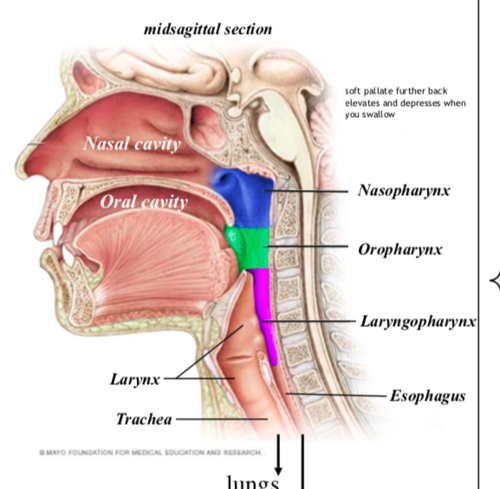 midsagittal section
soft pallate further back
elevates and depresses when
you swallow
Nasal cavity
Nasopharynx
Oral cavity
Oropharynx
Laryngopharynx
Larynx
Esophagus
Trachea
© MAYO FOUNDATION FOR MEDICAL EDUCATION AND RESEARCH.
lungs